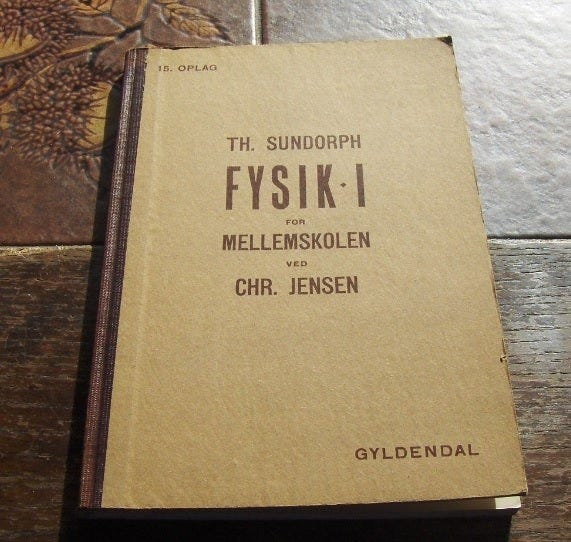 15. OPLAG
TH. SUNDORPH
FYSIK · I
FOR
MELLEMSKOLEN
VED
CHR. JENSEN
GYLDENDAL